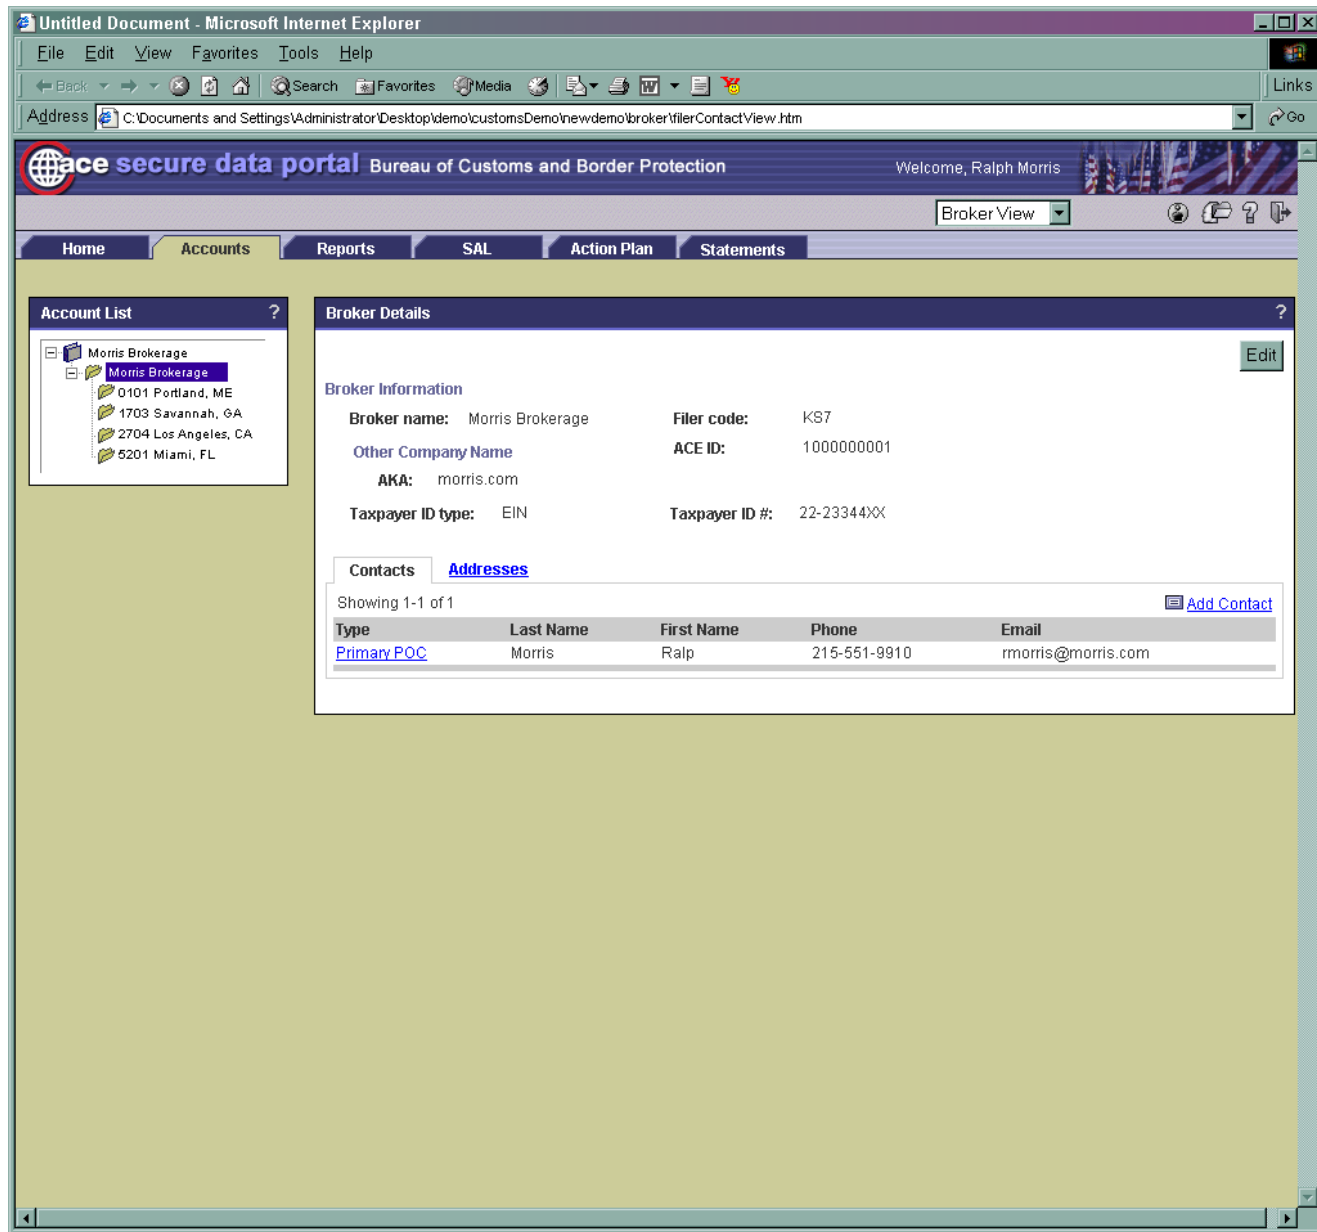 Untitled Document - Microsoft Internet Explorer
File Edit View Favorites Tools Help
Back Search Favorites Media Links
Address C:\Documents and Settings\Administrator\Desktop\demo\customsDemo\newdemo\broker\filerContactView.htm Go
ace secure data portal Bureau of Customs and Border Protection Welcome, Ralph Morris
Broker View ?
Home Accounts Reports SAL Action Plan Statements
Account List ?
Morris Brokerage
Morris Brokerage
0101 Portland, ME
1703 Savannah, GA
2704 Los Angeles, CA
5201 Miami, FL
Broker Details ?
Edit
Broker Information
Broker name: Morris Brokerage Filer code: KS7
Other Company Name ACE ID: 1000000001
AKA: morris.com
Taxpayer ID type: EIN Taxpayer ID #: 22-23344XX
Contacts Addresses
Showing 1-1 of 1 Add Contact
Type Last Name First Name Phone Email
Primary POC Morris Ralp 215-551-9910 rmorris@morris.com